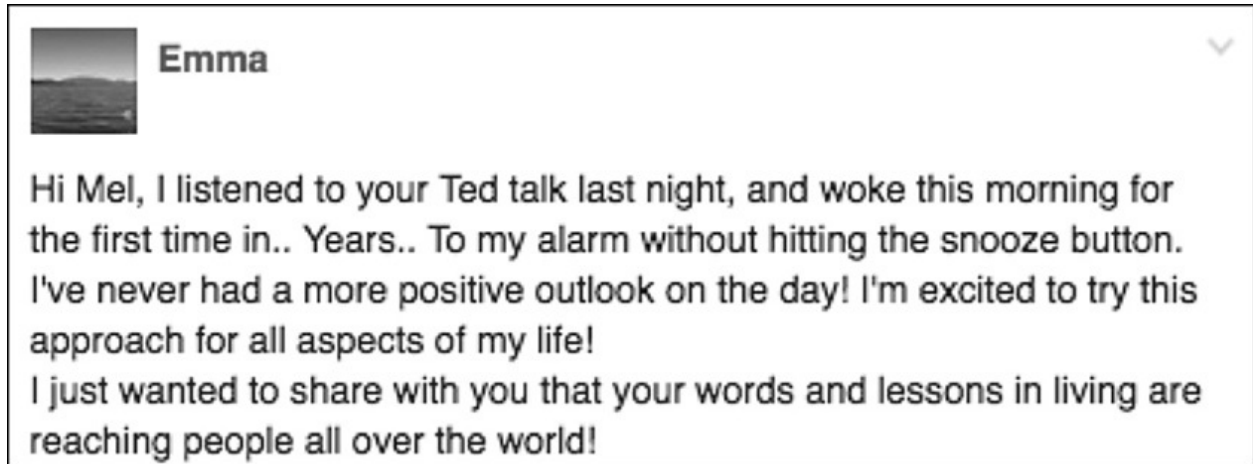 Emma
Hi Mel, I listened to your Ted talk last night, and woke this morning for
the first time in.. Years.. To my alarm without hitting the snooze button.
I've never had a more positive outlook on the day! I'm excited to try this
approach for all aspects of my life!
I just wanted to share with you that your words and lessons in living are
reaching people all over the world!